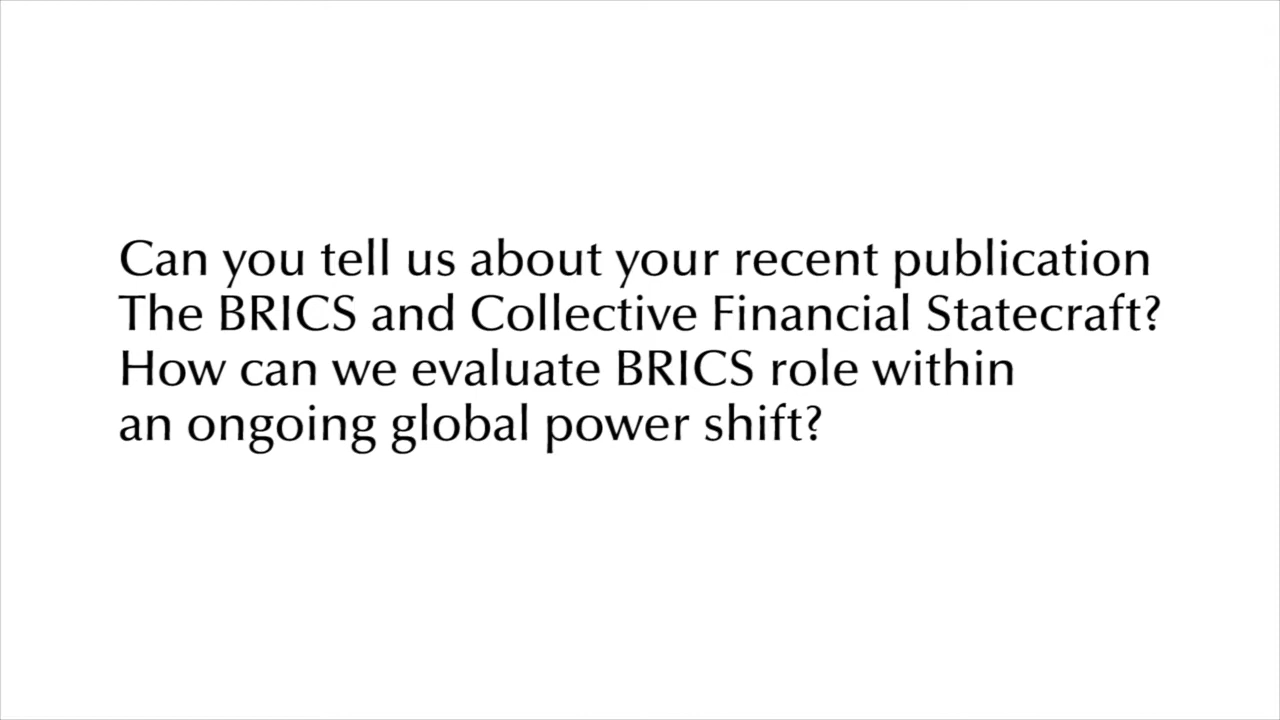 Can you tell us about your recent publication
The BRICS and Collective Financial Statecraft?
How can we evaluate BRICS role within
an ongoing global power shift?